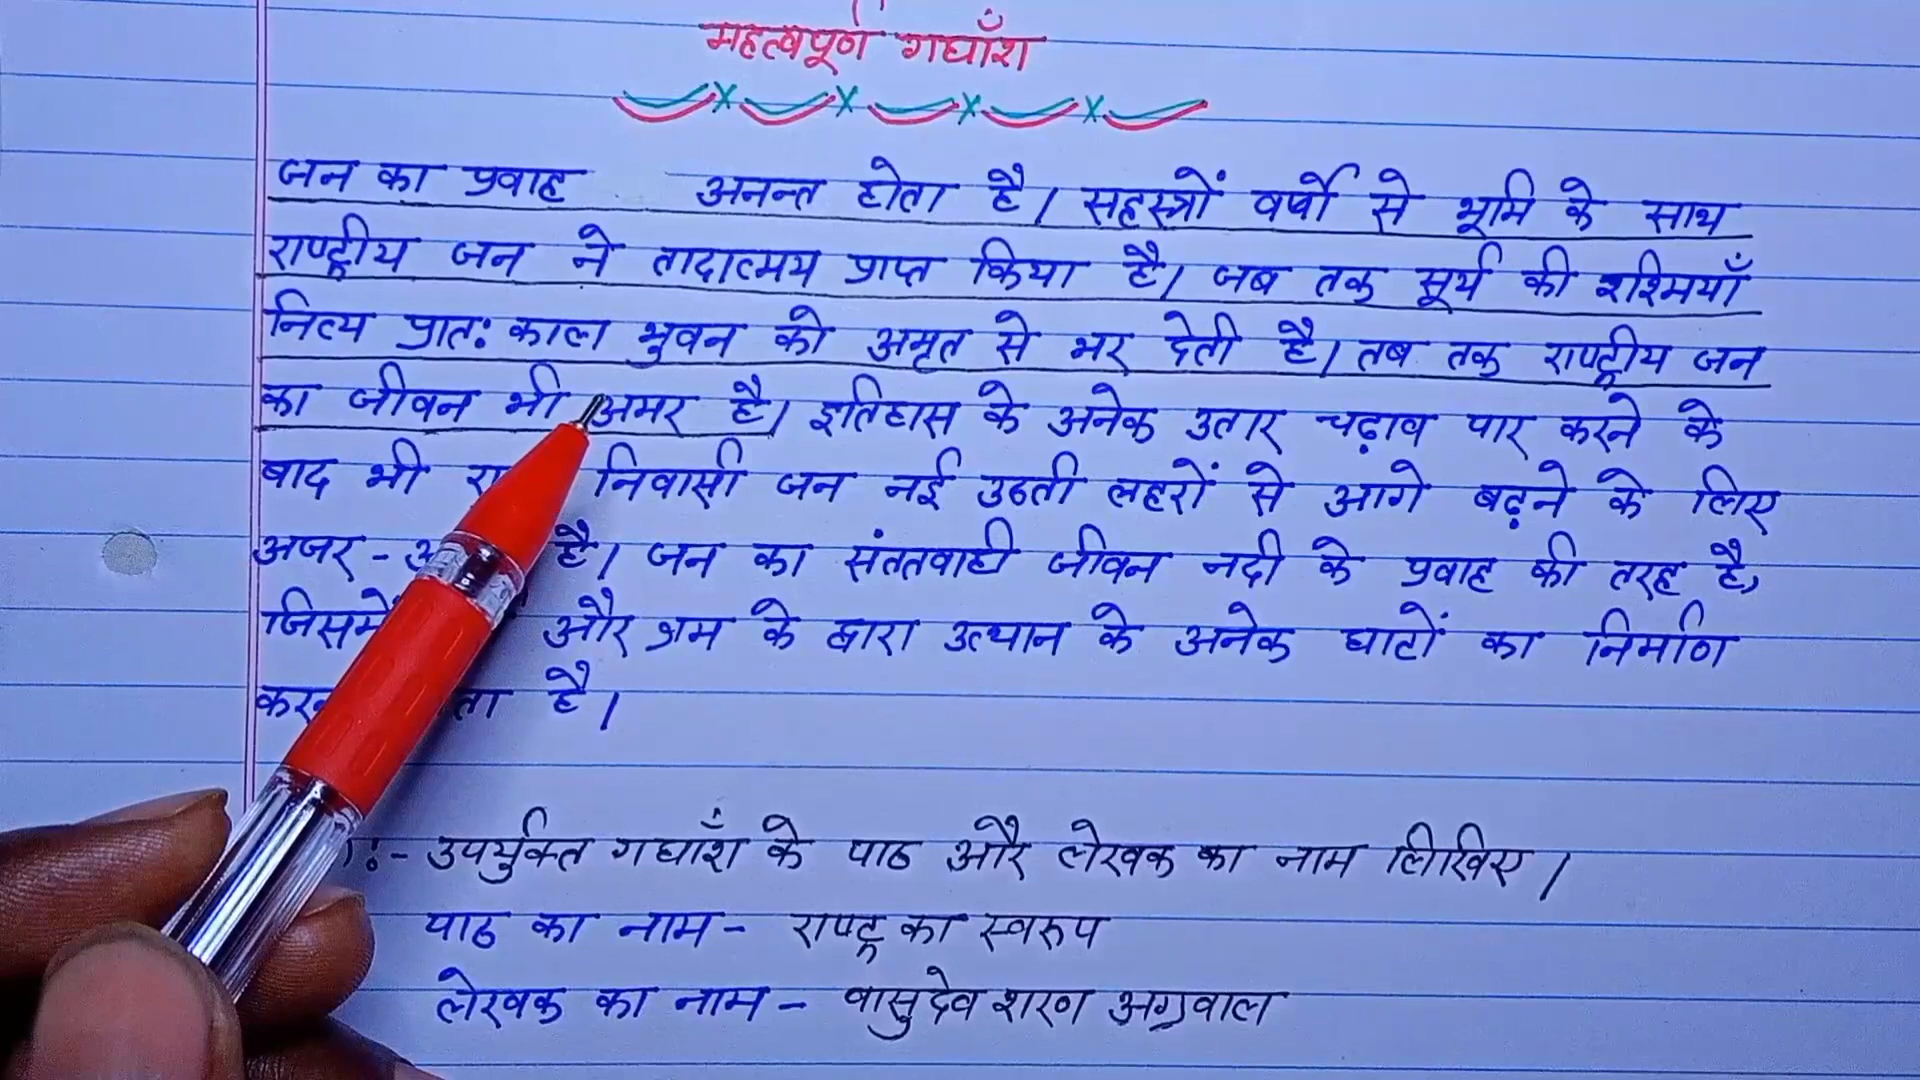 महत्वपूर्ण गद्याँश
जन का प्रवाह अनन्त होता है। सहस्त्रों वर्षो से भूमि के साथ
राष्ट्रीय जन ने तादात्मय प्राप्त किया है। जब तक सूर्य की रश्मियाँ
नित्य प्रात: काल भुवन को अमृत से भर देती है। तब तक राष्ट्रीय जन
का जीवन भी अमर है। इतिहास के अनेक उतार चढ़ाव पार करने के
बाद भी निवासी जन नई उठती लहरों से आगे बढ़ने के लिए
अजर - है। जन का संततवाही जीवन नदी के प्रवाह की तरह है,
जिसमें और श्रम के द्वारा उत्थान के अनेक घाटों का निर्माण
है।
:- उपर्युक्त गद्याँश के पाठ और लेखक का नाम लिखिए।
पाठ का नाम - राष्ट्र का स्वरुप
लेखक का नाम - वासुदेव शरण अग्रवाल